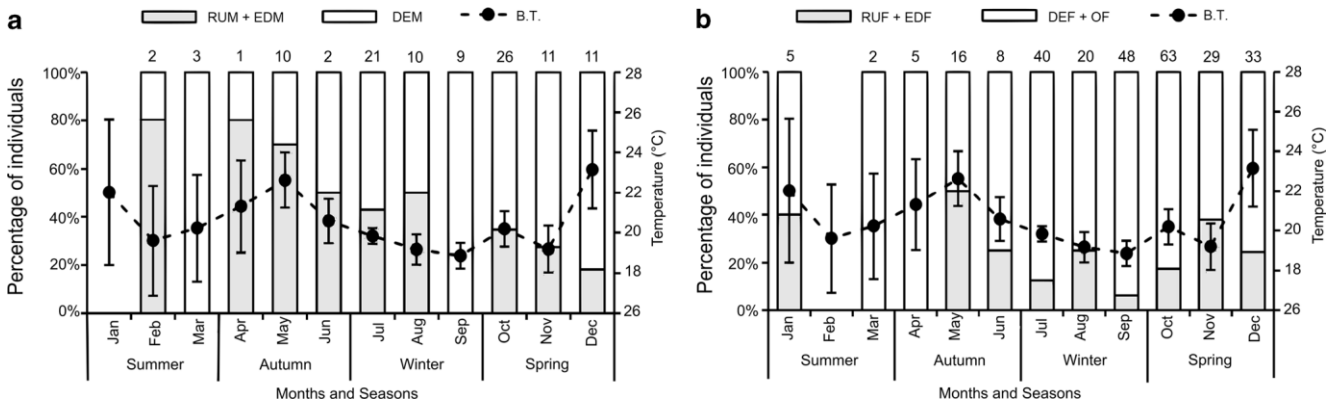 a
RUM + EDM
DEM
B.T.
2 3 1 10 2 21 10 9 26 11 11
Percentage of individuals
100%
80%
60%
40%
20%
0%
28
26
24
22
20
18
26
Temperature (°C)
Jan Feb Mar Apr May Jun Jul Aug Sep Oct Nov Dec
Summer Autumn Winter Spring
Months and Seasons
b
RUF + EDF
DEF + OF
B.T.
5 2 5 16 8 40 20 48 63 29 33
Percentage of individuals
100%
80%
60%
40%
20%
0%
28
26
24
22
20
18
26
Temperature (°C)
Jan Feb Mar Apr May Jun Jul Aug Sep Oct Nov Dec
Summer Autumn Winter Spring
Months and Seasons